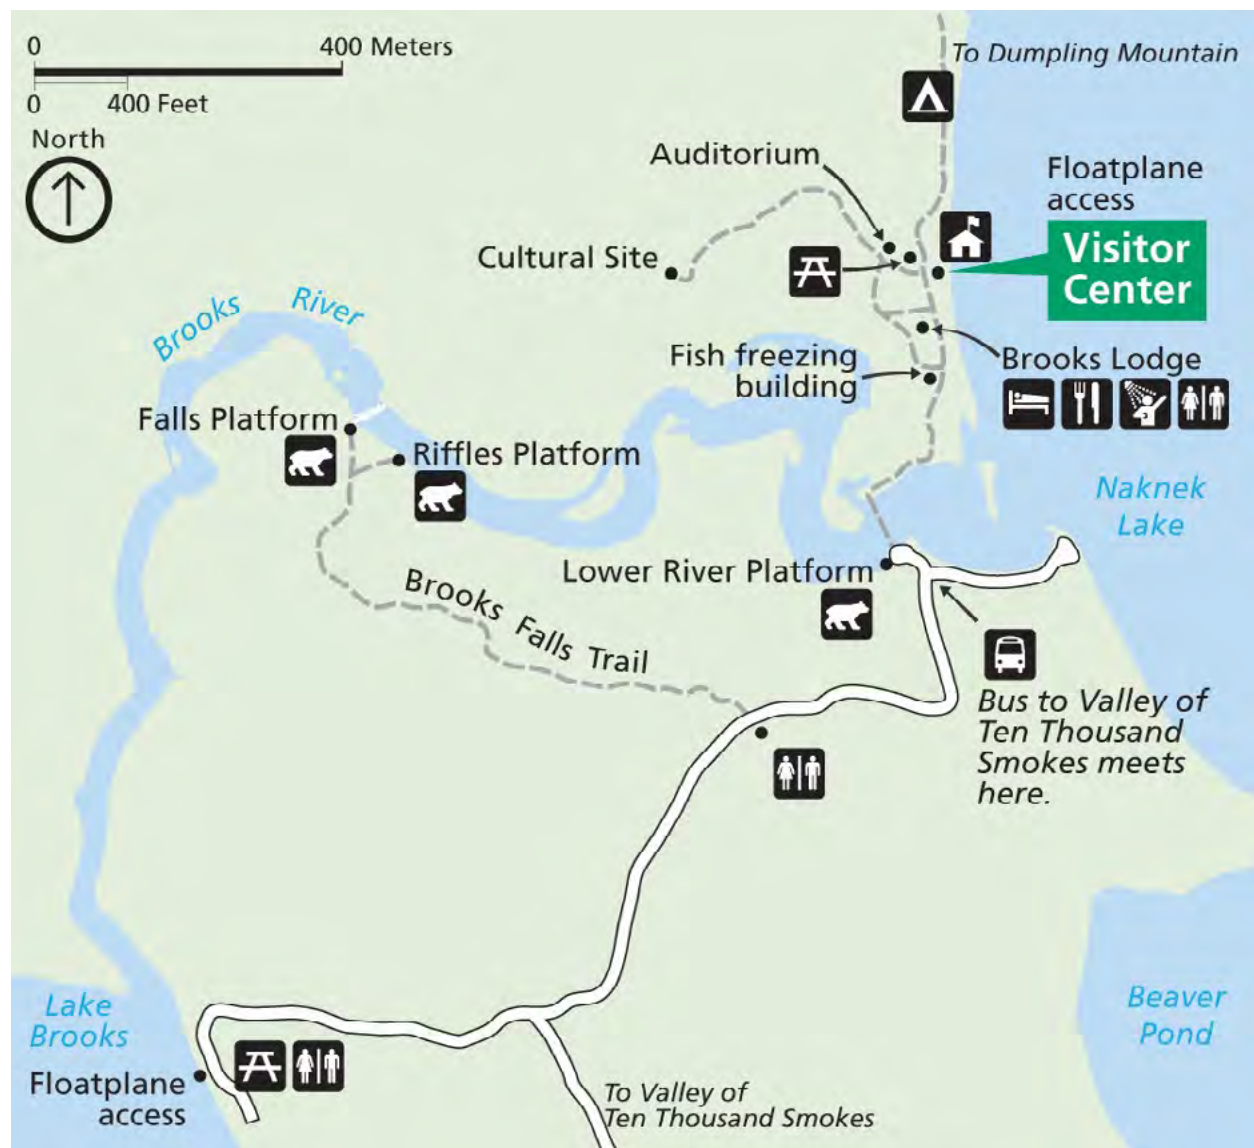 0
400 Meters
0
400 Feet
North
To Dumpling Mountain
Auditorium
Floatplane
access
Visitor
Center
Cultural Site
Brooks River
Fish freezing
building
Brooks Lodge
Falls Platform
Riffles Platform
Naknek
Lake
Lower River Platform
Brooks Falls Trail
Bus to Valley of
Ten Thousand
Smokes meets
here.
Lake
Brooks
Beaver
Pond
Floatplane
access
To Valley of
Ten Thousand Smokes